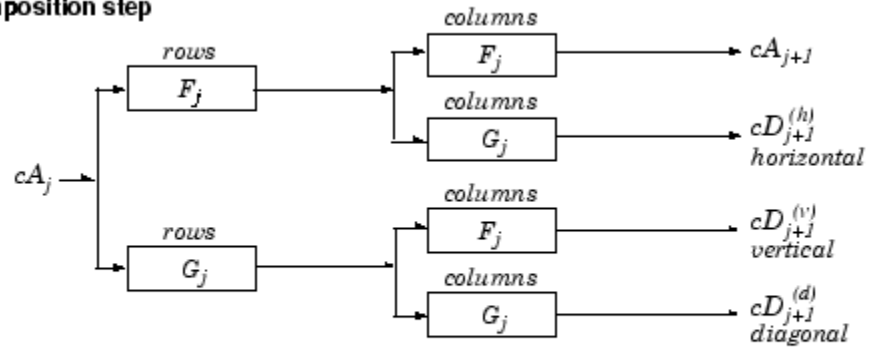 position step
columns
rows
F_j
cA_{j+1}
F_j
columns
G_j
cD_{j+1}^{(h)}
horizontal
cA_j
columns
rows
F_j
cD_{j+1}^{(v)}
vertical
G_j
columns
G_j
cD_{j+1}^{(d)}
diagonal